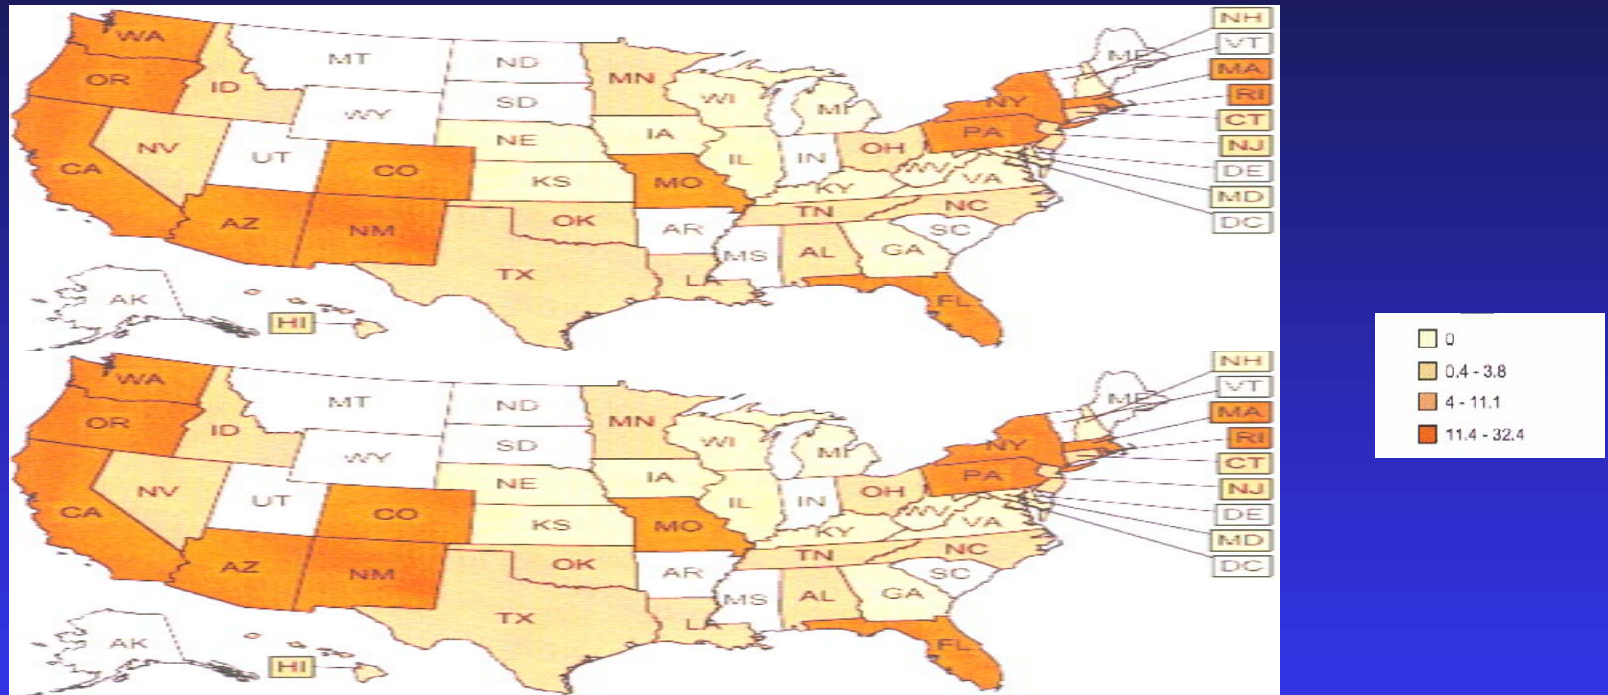 NH
WA
VT
MT
ND
ME
MN
MA
OR
ID
SD
WI
MI
NY
RI
WY
CT
IA
PA
NE
NV
OH
NJ
UT
IL
IN
CA
CO
WV
DE
KS
MO
VA
KY
MD
TN
NC
AZ
OK
DC
NM
AR
SC
AL
GA
MS
TX
LA
AK
FL
HI
0
0.4 - 3.8
4 - 11.1
11.4 - 32.4
NH
WA
VT
MT
ND
ME
MN
MA
OR
ID
SD
WI
RI
NY
MI
WY
CT
IA
PA
NE
NV
OH
NJ
UT
IL
IN
CA
CO
WV
DE
KS
MO
VA
KY
MD
TN
NC
AZ
OK
DC
NM
AR
SC
AL
GA
MS
TX
LA
AK
FL
HI